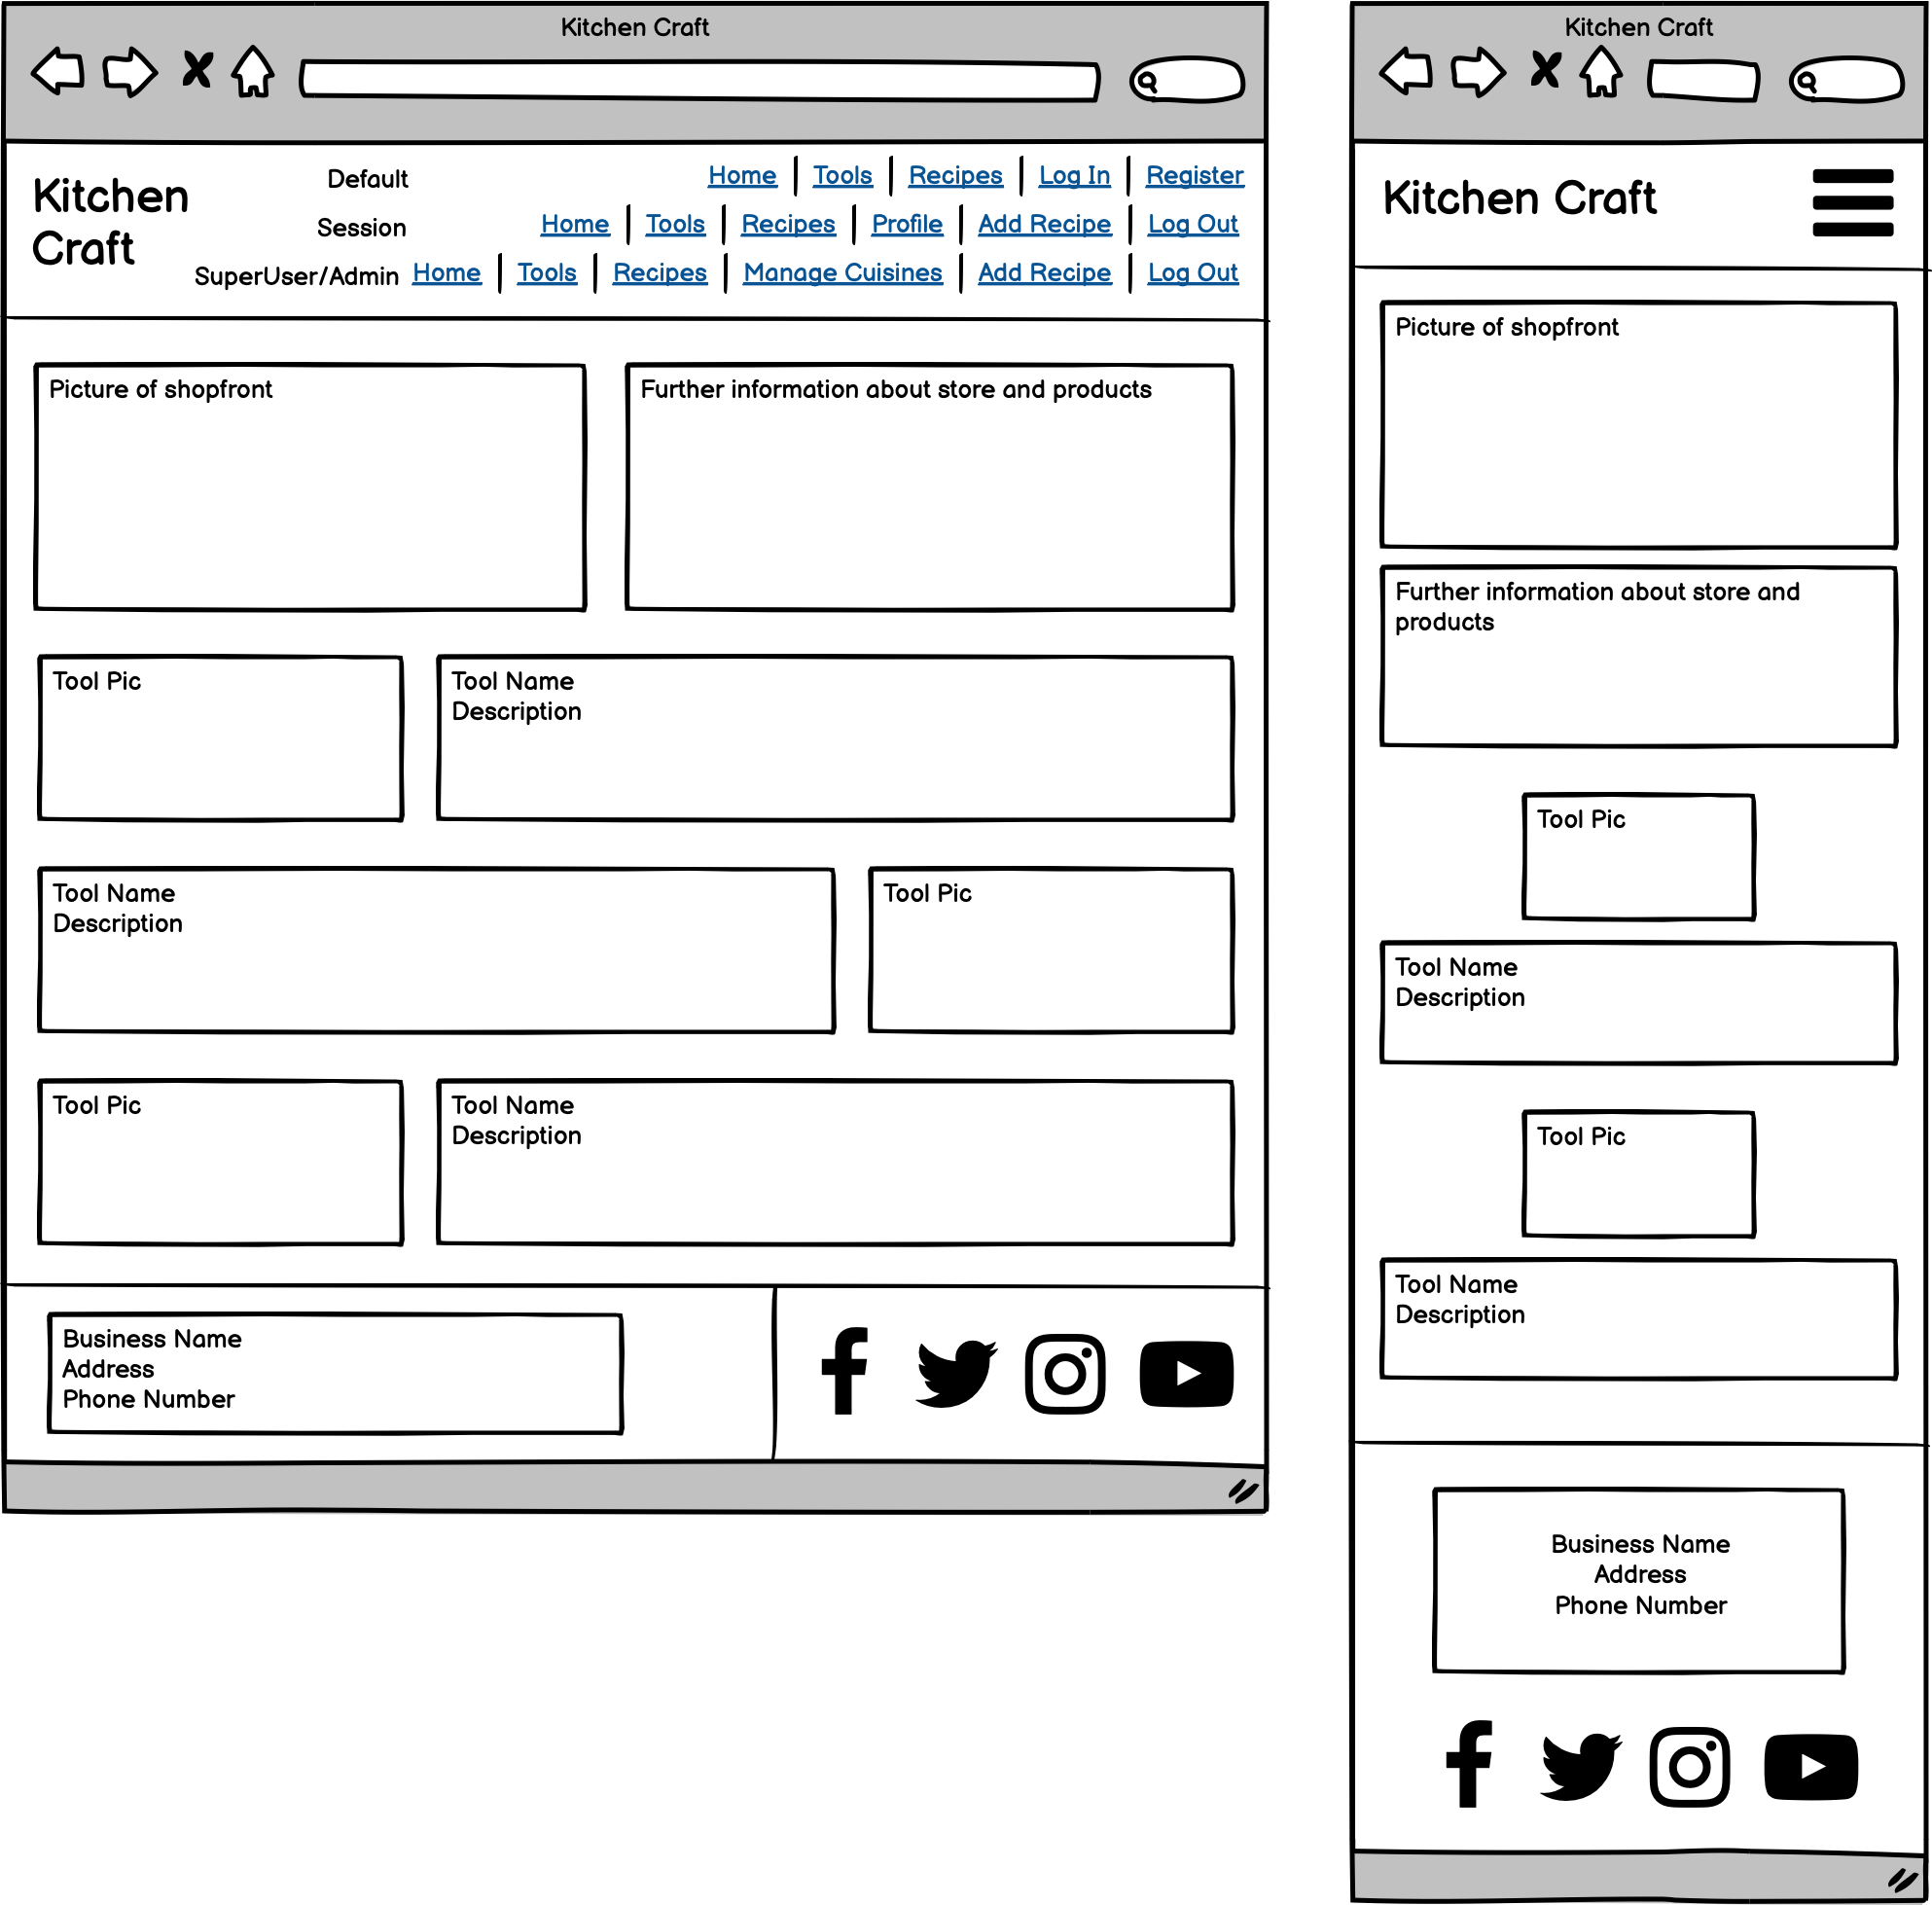 Kitchen Craft
Kitchen
Craft
Default
Home | Tools | Recipes | Log In | Register
Session
Home | Tools | Recipes | Profile | Add Recipe | Log Out
SuperUser/Admin
Home | Tools | Recipes | Manage Cuisines | Add Recipe | Log Out
Picture of shopfront
Further information about store and products
Tool Pic
Tool Name
Description
Tool Name
Description
Tool Pic
Tool Pic
Tool Name
Description
Business Name
Address
Phone Number
Kitchen Craft
Kitchen Craft
Picture of shopfront
Further information about store and
products
Tool Pic
Tool Name
Description
Tool Pic
Tool Name
Description
Business Name
Address
Phone Number